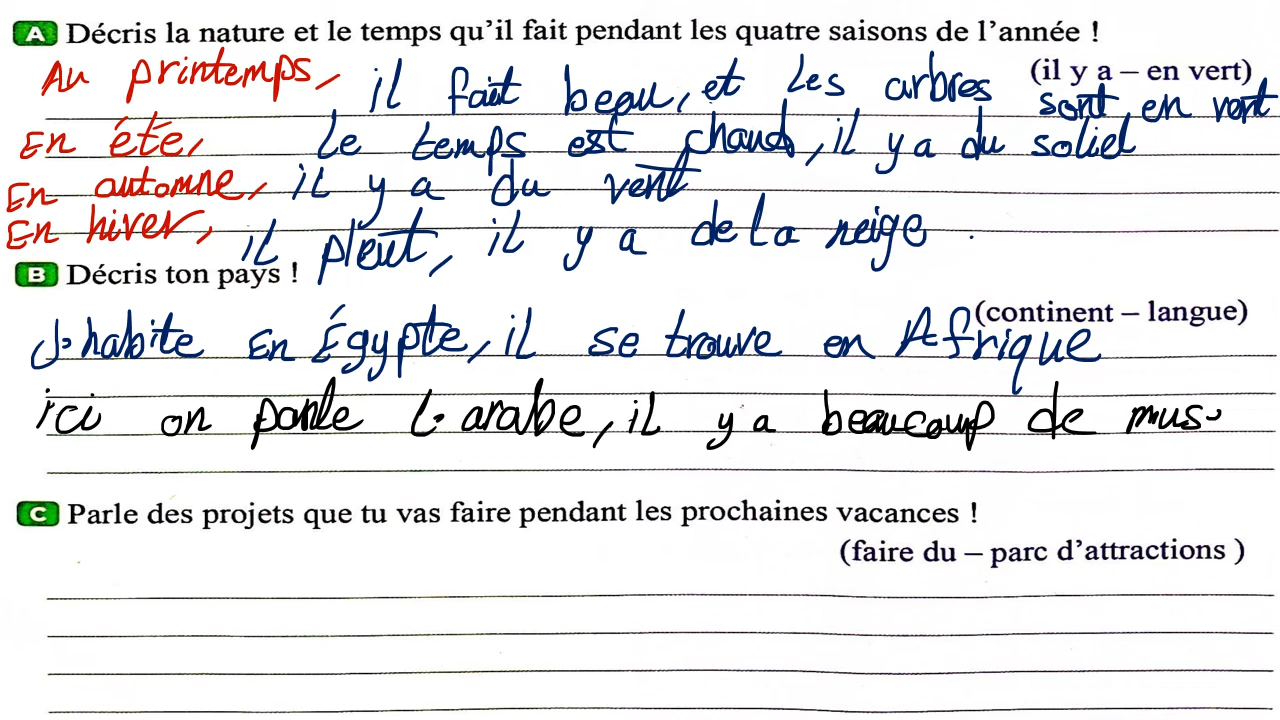 A Décris la nature et le temps qu'il fait pendant les quatre saisons de l'année !
(il y a – en vert)
Au printemps, il fait beau, et les arbres sont en vert
En été, le temps est chaud, il y a du soliel
En automne, il y a du vent
En hiver, il pleut, il y a de la neige .
B Décris ton pays !
(continent – langue)
J'habite En Égypte, il se trouve en Afrique
ici on parle l'arabe, il y a beaucoup de mus
C Parle des projets que tu vas faire pendant les prochaines vacances !
(faire du – parc d'attractions )